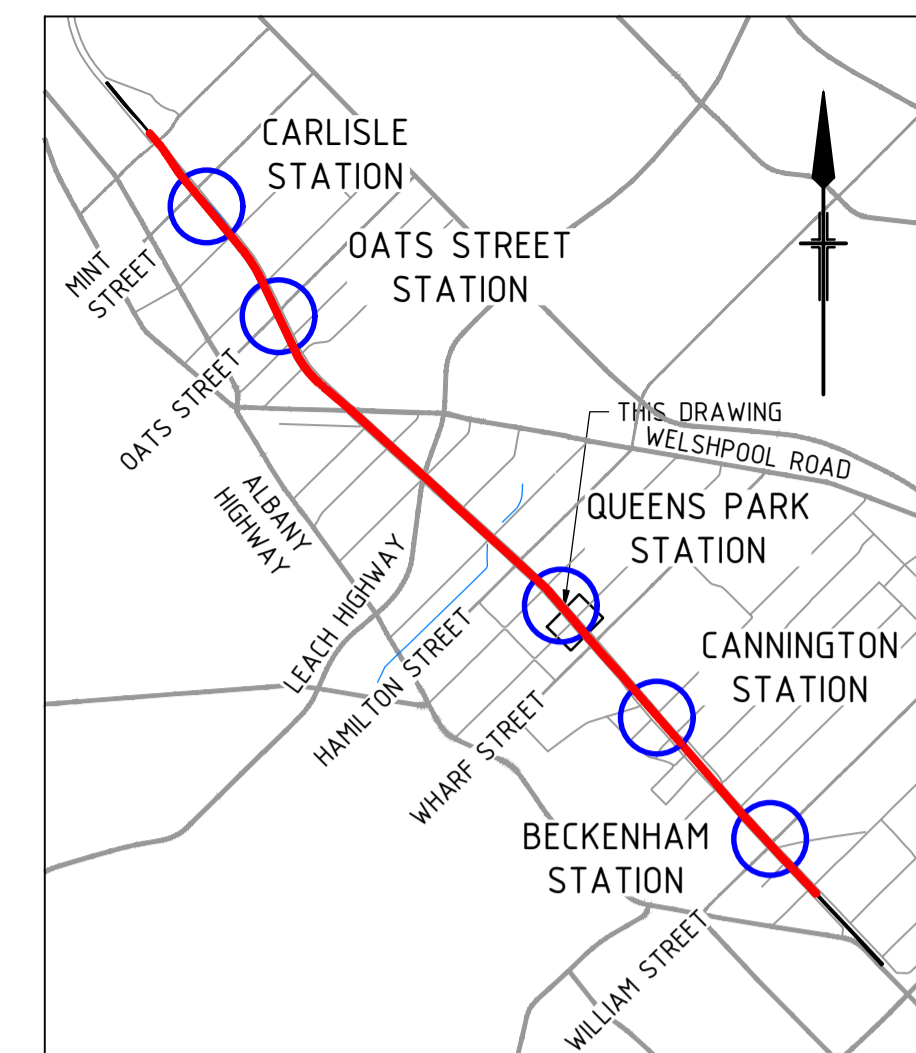 CARLISLE
STATION
MINT
STREET
OATS STREET
STATION
OATS STREET
THIS DRAWING
WELSHPOOL ROAD
ALBANY
HIGHWAY
QUEENS PARK
STATION
LEACH HIGHWAY
HAMILTON STREET
CANNINGTON
STATION
WHARF STREET
BECKENHAM
STATION
WILLIAM STREET